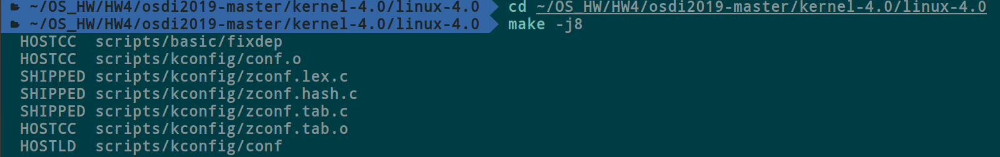 ~/OS_HW/HW4/osdi2019-master/kernel-4.0/linux-4.0 cd ~/OS_HW/HW4/osdi2019-master/kernel-4.0/linux-4.0
~/OS_HW/HW4/osdi2019-master/kernel-4.0/linux-4.0 make -j8
HOSTCC scripts/basic/fixdep
HOSTCC scripts/kconfig/conf.o
SHIPPED scripts/kconfig/zconf.lex.c
SHIPPED scripts/kconfig/zconf.hash.c
SHIPPED scripts/kconfig/zconf.tab.c
HOSTCC scripts/kconfig/zconf.tab.o
HOSTLD scripts/kconfig/conf